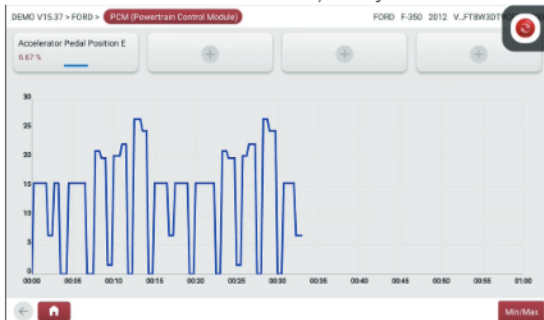 DEMO V15.37 > FORD > PCM (Powertrain Control Module)
FORD F-350 2012
Accelerator Pedal Position E
6.67 %
30
25
20
15
10
5
0
00:00 00:05 00:10 00:15 00:20 00:25 00:30 00:35 00:40 00:45 00:50 00:55 01:00
Min/Max